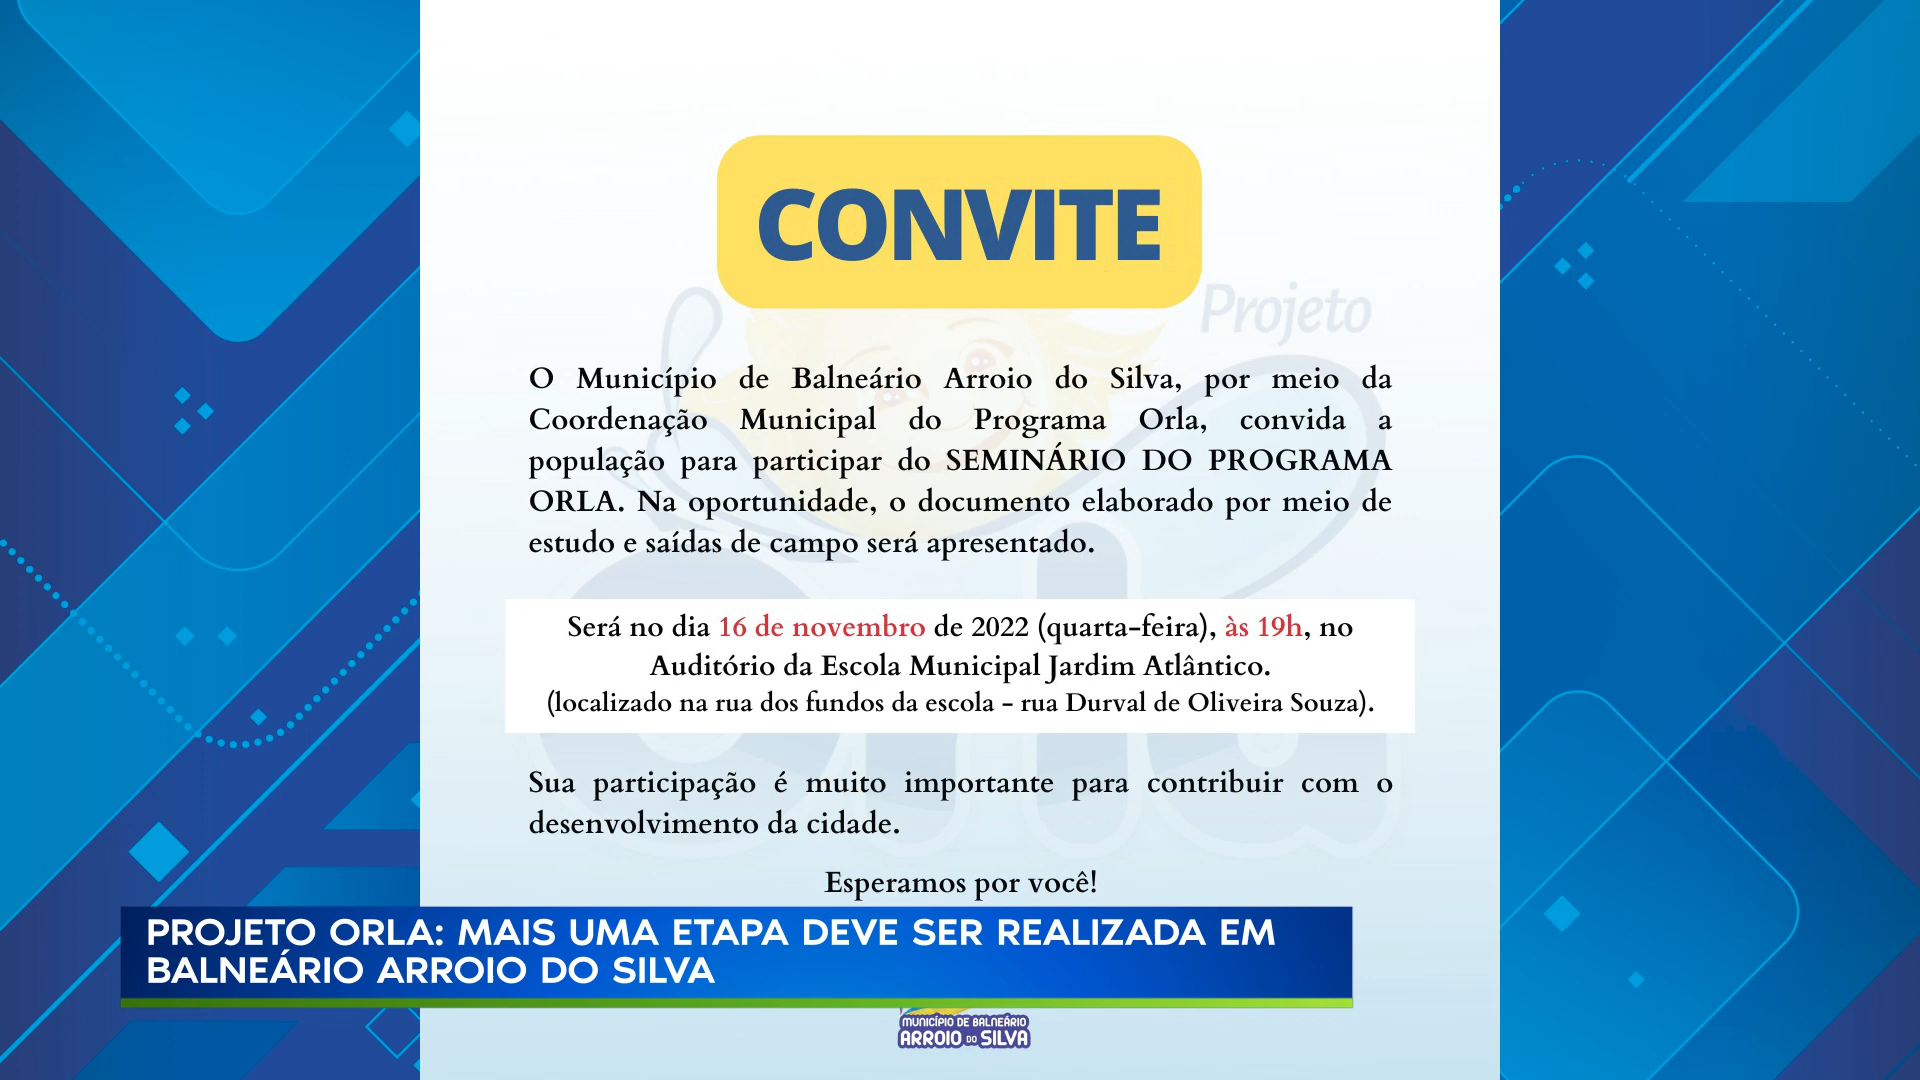 CONVITE
Projeto
O Município de Balneário Arroio do Silva, por meio da
Coordenação Municipal do Programa Orla, convida a
população para participar do SEMINÁRIO DO PROGRAMA
ORLA. Na oportunidade, o documento elaborado por meio de
estudo e saídas de campo será apresentado.
orla
Será no dia 16 de novembro de 2022 (quarta-feira), às 19h, no
Auditório da Escola Municipal Jardim Atlântico.
(localizado na rua dos fundos da escola - rua Durval de Oliveira Souza).
Sua participação é muito importante para contribuir com o
desenvolvimento da cidade.
Esperamos por você!
PROJETO ORLA: MAIS UMA ETAPA DEVE SER REALIZADA EM
BALNEÁRIO ARROIO DO SILVA
MUNICÍPIO DE BALNEÁRIO
ARROIO DO SILVA